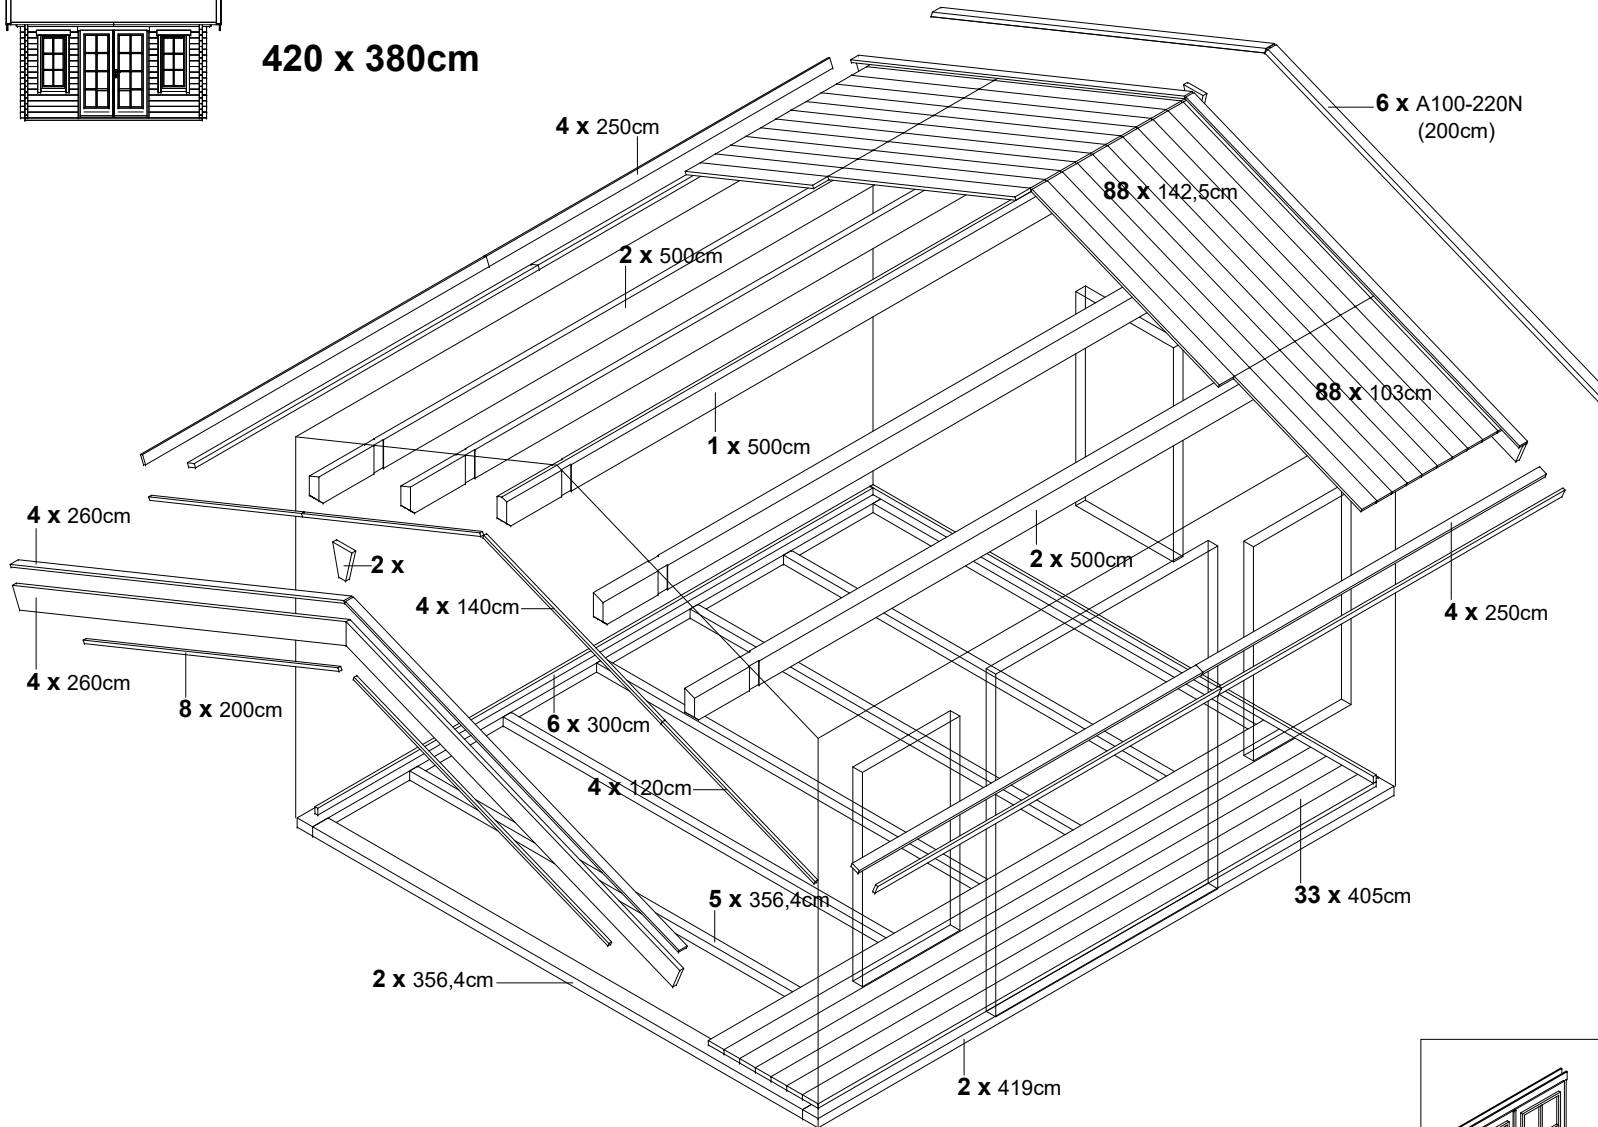 420 x 380cm
6 x A100-220N
(200cm)
4 x 250cm
88 x 142,5cm
2 x 500cm
88 x 103cm
1 x 500cm
4 x 260cm
2 x
2 x 500cm
4 x 140cm
4 x 250cm
4 x 260cm
8 x 200cm
6 x 300cm
4 x 120cm
5 x 356,4cm
33 x 405cm
2 x 356,4cm
2 x 419cm